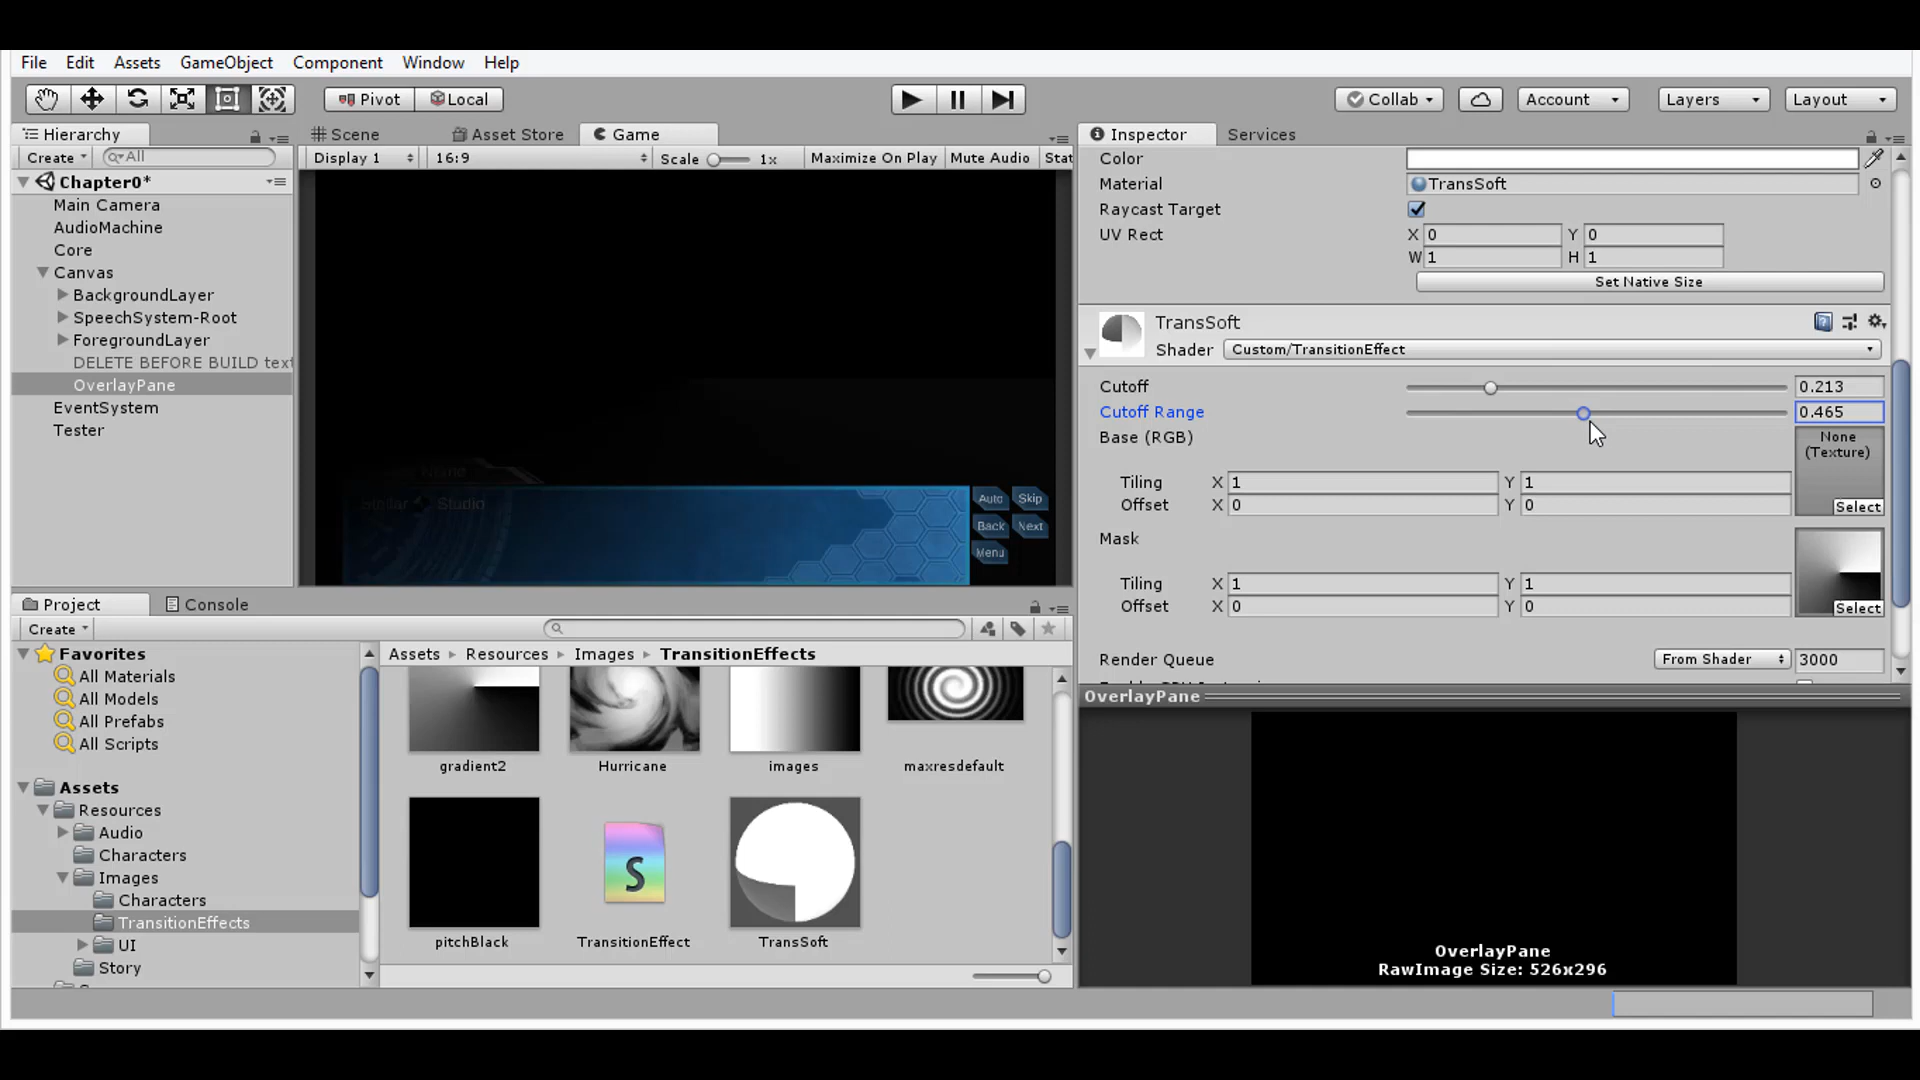 File Edit Assets GameObject Component Window Help
Pivot Local Collab Account Layers Layout
Hierarchy
Create All
Chapter0*
Main Camera
AudioMachine
Core
Canvas
BackgroundLayer
SpeechSystem-Root
ForegroundLayer
DELETE BEFORE BUILD text
OverlayPane
EventSystem
Tester
Scene Asset Store Game
Display 1 16:9 Scale 1x Maximize On Play Mute Audio Stat
Name
Stellar Studio
Auto Skip
Back Next
Menu
Inspector Services
Color
Material TransSoft
Raycast Target
UV Rect X 0 Y 0
W 1 H 1
Set Native Size
TransSoft
Shader Custom/TransitionEffect
Cutoff 0.213
Cutoff Range 0.465
Base (RGB) None
(Texture)
Tiling X 1 Y 1
Offset X 0 Y 0 Select
Mask
Tiling X 1 Y 1
Offset X 0 Y 0 Select
Render Queue From Shader 3000
OverlayPane
OverlayPane
RawImage Size: 526x296
Project Console
Create
Favorites
All Materials
All Models
All Prefabs
All Scripts
Assets
Resources
Audio
Characters
Images
Characters
TransitionEffects
UI
Story
Assets Resources Images TransitionEffects
gradient2 Hurricane images maxresdefault
S
pitchBlack TransitionEffect TransSoft